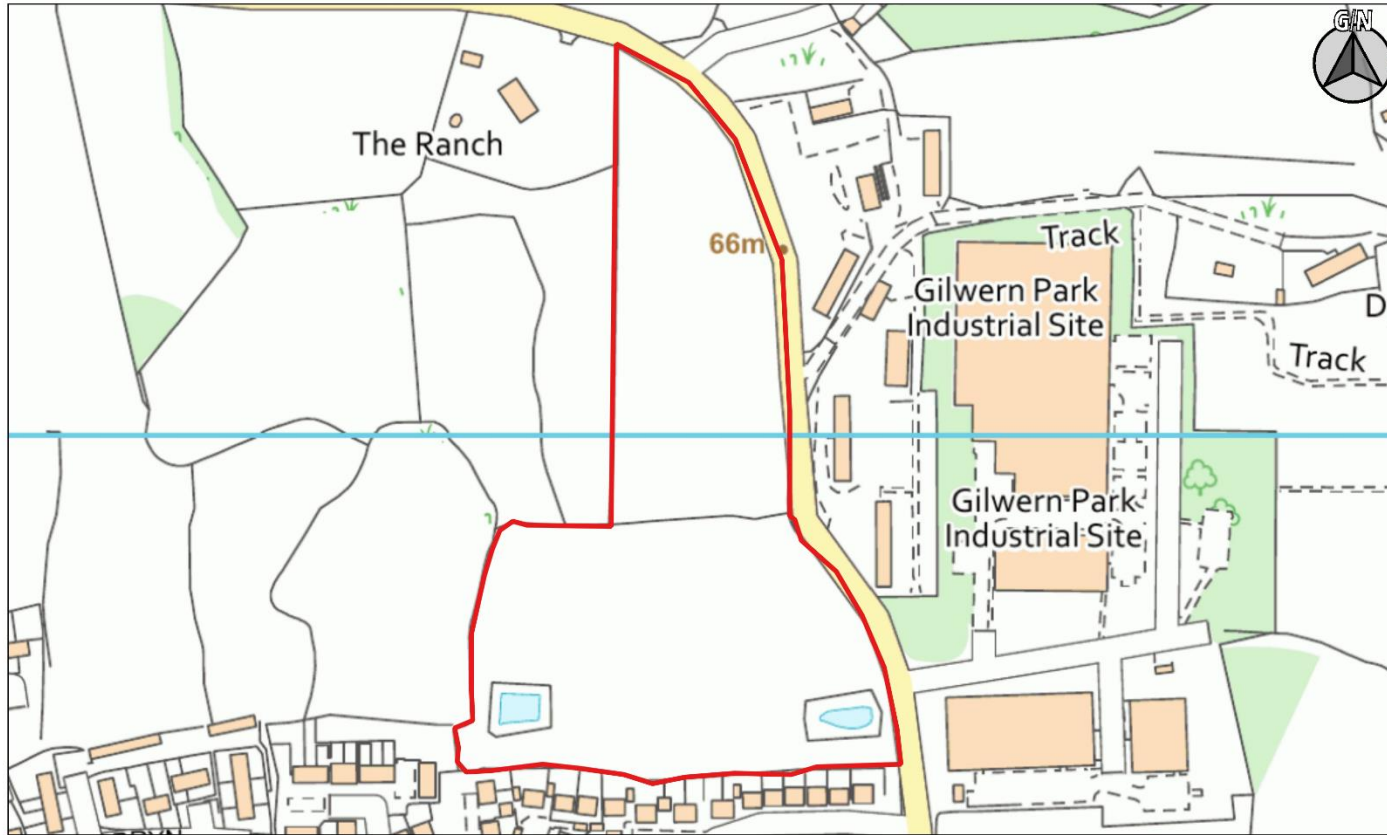 G/N
The Ranch
66m
Track
Gilwern Park
Industrial Site
D
Track
Gilwern Park
Industrial Site